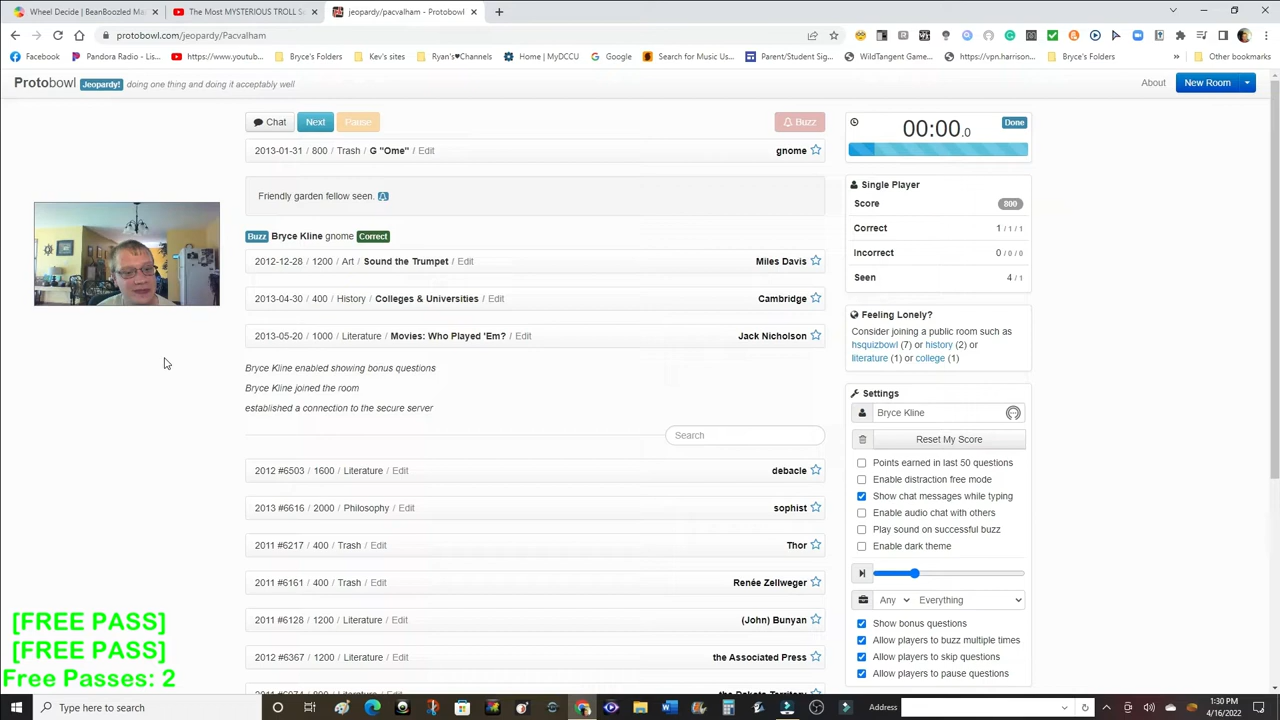 Wheel Decide | BeanBoozled Ma
The Most MYSTERIOUS TROLL S
jeopardy/pacvalham - Protobowl
protobowl.com/jeopardy/Pacvalham
Facebook
Pandora Radio - Lis...
https://www.youtub...
Bryce's Folders
Kev's sites
Ryan's♥Channels
Home | MyDCCU
Google
Search for Music Us...
Parent/Student Sig...
WildTangent Game...
https://vpn.harrison...
Bryce's Folders
» Other bookmarks
Protobowl Jeopardy! doing one thing and doing it acceptably well
About
New Room
Chat Next Pause Buzz
2013-01-31 / 800 / Trash / G "Ome" / Edit gnome
Friendly garden fellow seen.
Buzz Bryce Kline gnome Correct
2012-12-28 / 1200 / Art / Sound the Trumpet / Edit Miles Davis
2013-04-30 / 400 / History / Colleges & Universities / Edit Cambridge
2013-05-20 / 1000 / Literature / Movies: Who Played 'Em? / Edit Jack Nicholson
Bryce Kline enabled showing bonus questions
Bryce Kline joined the room
established a connection to the secure server
Search
2012 #6503 / 1600 / Literature / Edit debacle
2013 #6616 / 2000 / Philosophy / Edit sophist
2011 #6217 / 400 / Trash / Edit Thor
2011 #6161 / 400 / Trash / Edit Renée Zellweger
2011 #6128 / 1200 / Literature / Edit (John) Bunyan
2012 #6367 / 1200 / Literature / Edit the Associated Press
the Dakota Territory
00:00.0 Done
Single Player
Score 800
Correct 1 / 1 / 1
Incorrect 0 / 0 / 0
Seen 4 / 1
Feeling Lonely?
Consider joining a public room such as
hsquizbowl (7) or history (2) or
literature (1) or college (1)
Settings
Bryce Kline
Reset My Score
Points earned in last 50 questions
Enable distraction free mode
Show chat messages while typing
Enable audio chat with others
Play sound on successful buzz
Enable dark theme
Any Everything
Show bonus questions
Allow players to buzz multiple times
Allow players to skip questions
Allow players to pause questions
[FREE PASS]
[FREE PASS]
Free Passes: 2
Type here to search
Address
1:30 PM
4/16/2022